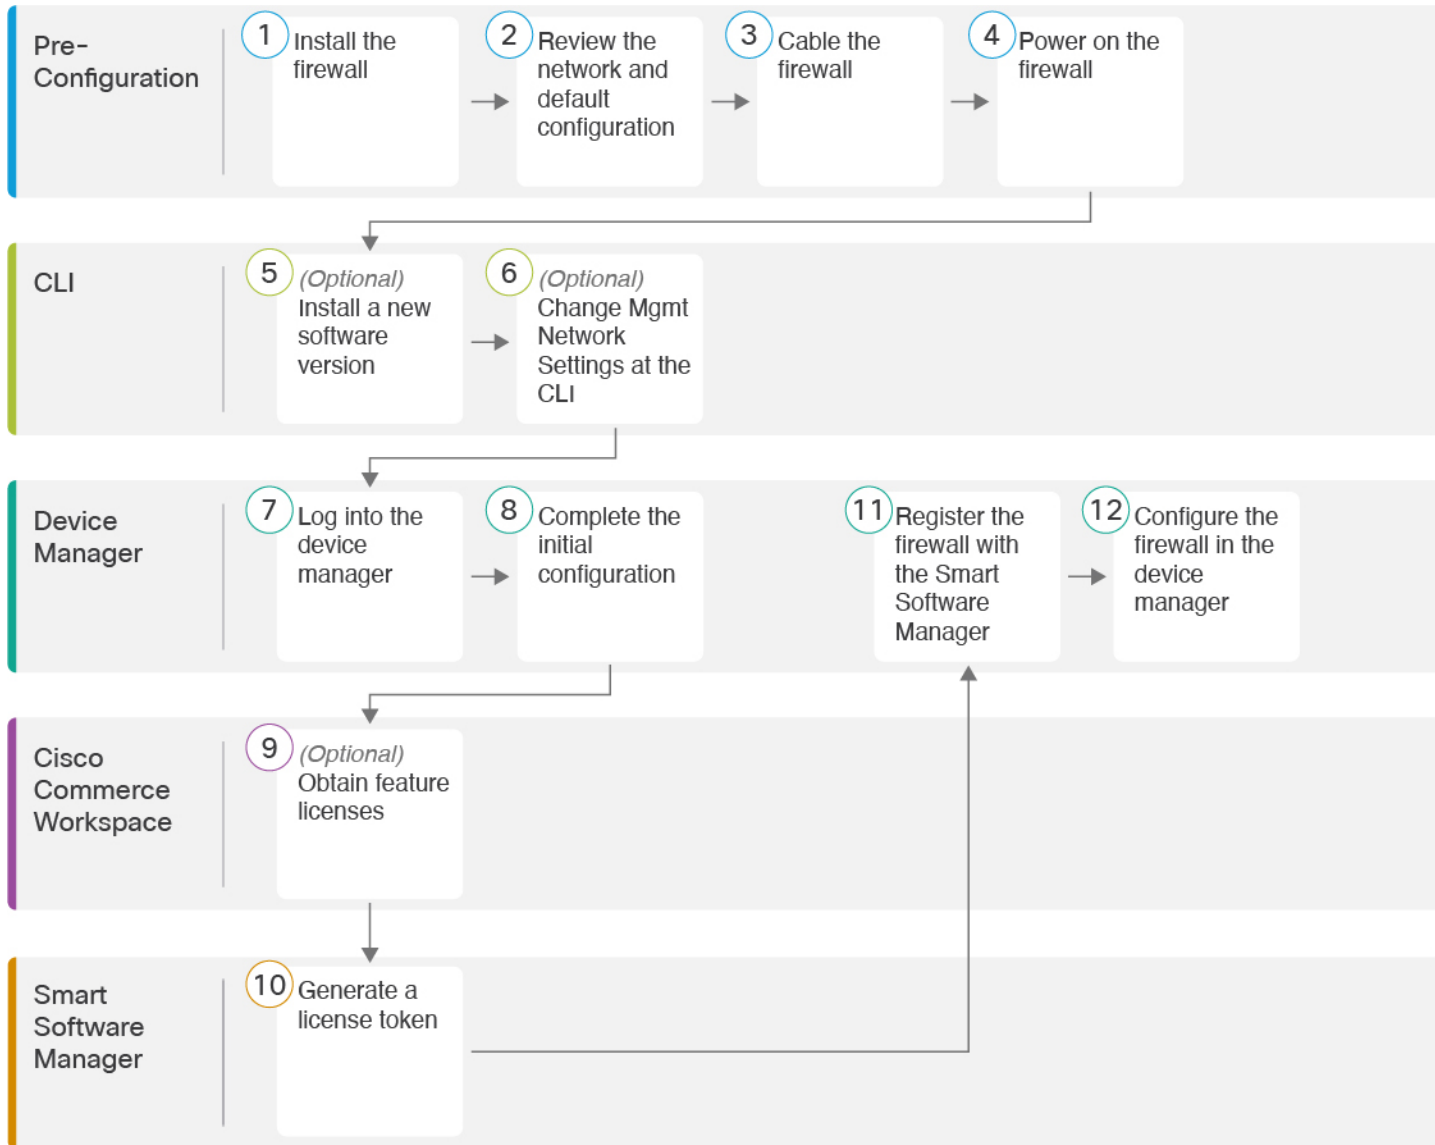 Pre-
Configuration
1
Install the
firewall
2
Review the
network and
default
configuration
3
Cable the
firewall
4
Power on the
firewall
CLI
5
(Optional)
Install a new
software
version
6
(Optional)
Change Mgmt
Network
Settings at the
CLI
Device
Manager
7
Log into the
device
manager
8
Complete the
initial
configuration
11
Register the
firewall with
the Smart
Software
Manager
12
Configure the
firewall in the
device
manager
Cisco
Commerce
Workspace
9
(Optional)
Obtain feature
licenses
Smart
Software
Manager
10
Generate a
license token